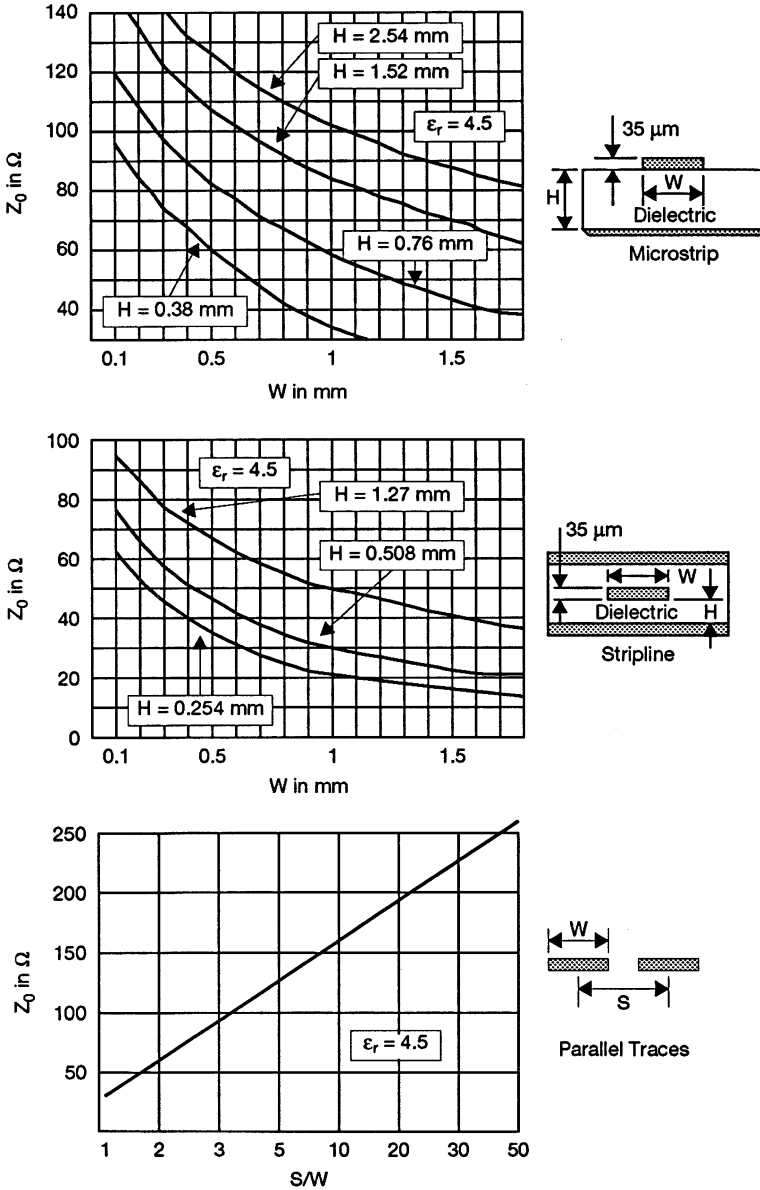 140
120
100
80
60
40
Z₀ in Ω
H = 2.54 mm
H = 1.52 mm
εᵣ = 4.5
H = 0.76 mm
H = 0.38 mm
0.1 0.5 1 1.5
W in mm
35 µm
H
W
Dielectric
Microstrip
100
80
60
40
20
0
Z₀ in Ω
εᵣ = 4.5
H = 1.27 mm
H = 0.508 mm
H = 0.254 mm
0.1 0.5 1 1.5
W in mm
35 µm
W
Dielectric
H
Stripline
250
200
150
100
50
Z₀ in Ω
εᵣ = 4.5
1 2 3 5 10 20 30 50
S/W
W
S
Parallel Traces